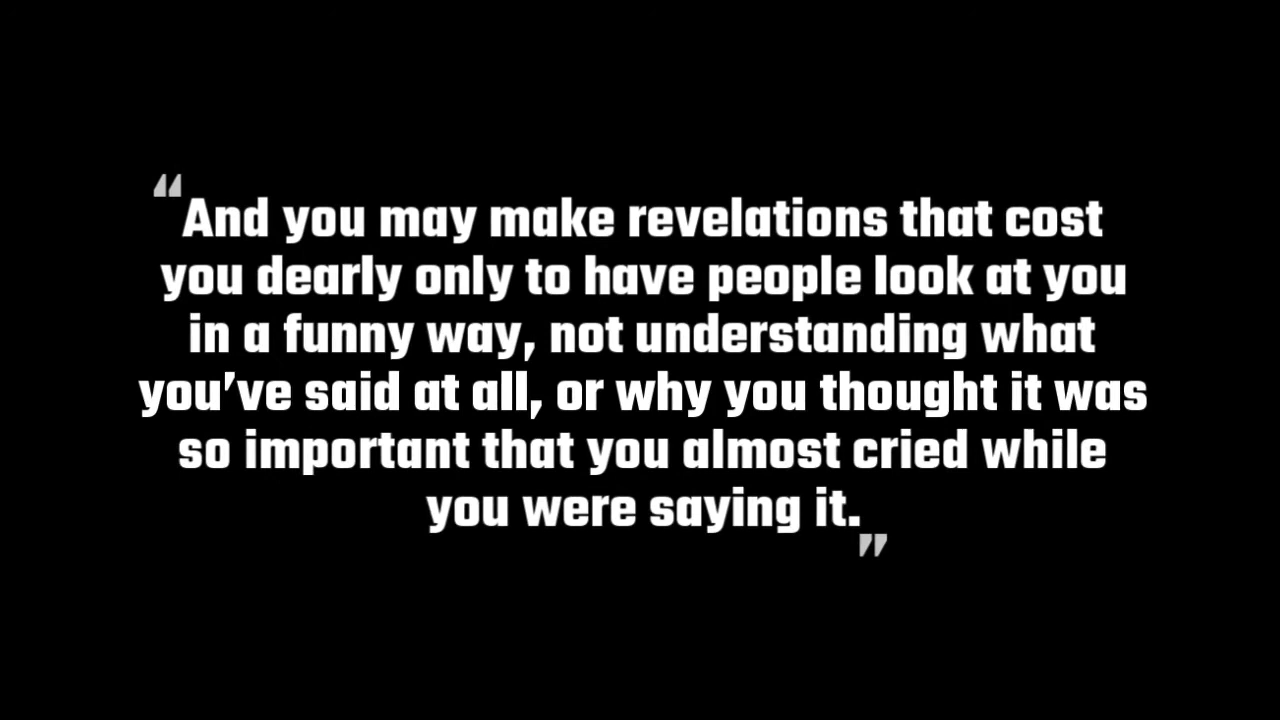 “And you may make revelations that cost
you dearly only to have people look at you
in a funny way, not understanding what
you’ve said at all, or why you thought it was
so important that you almost cried while
you were saying it.”